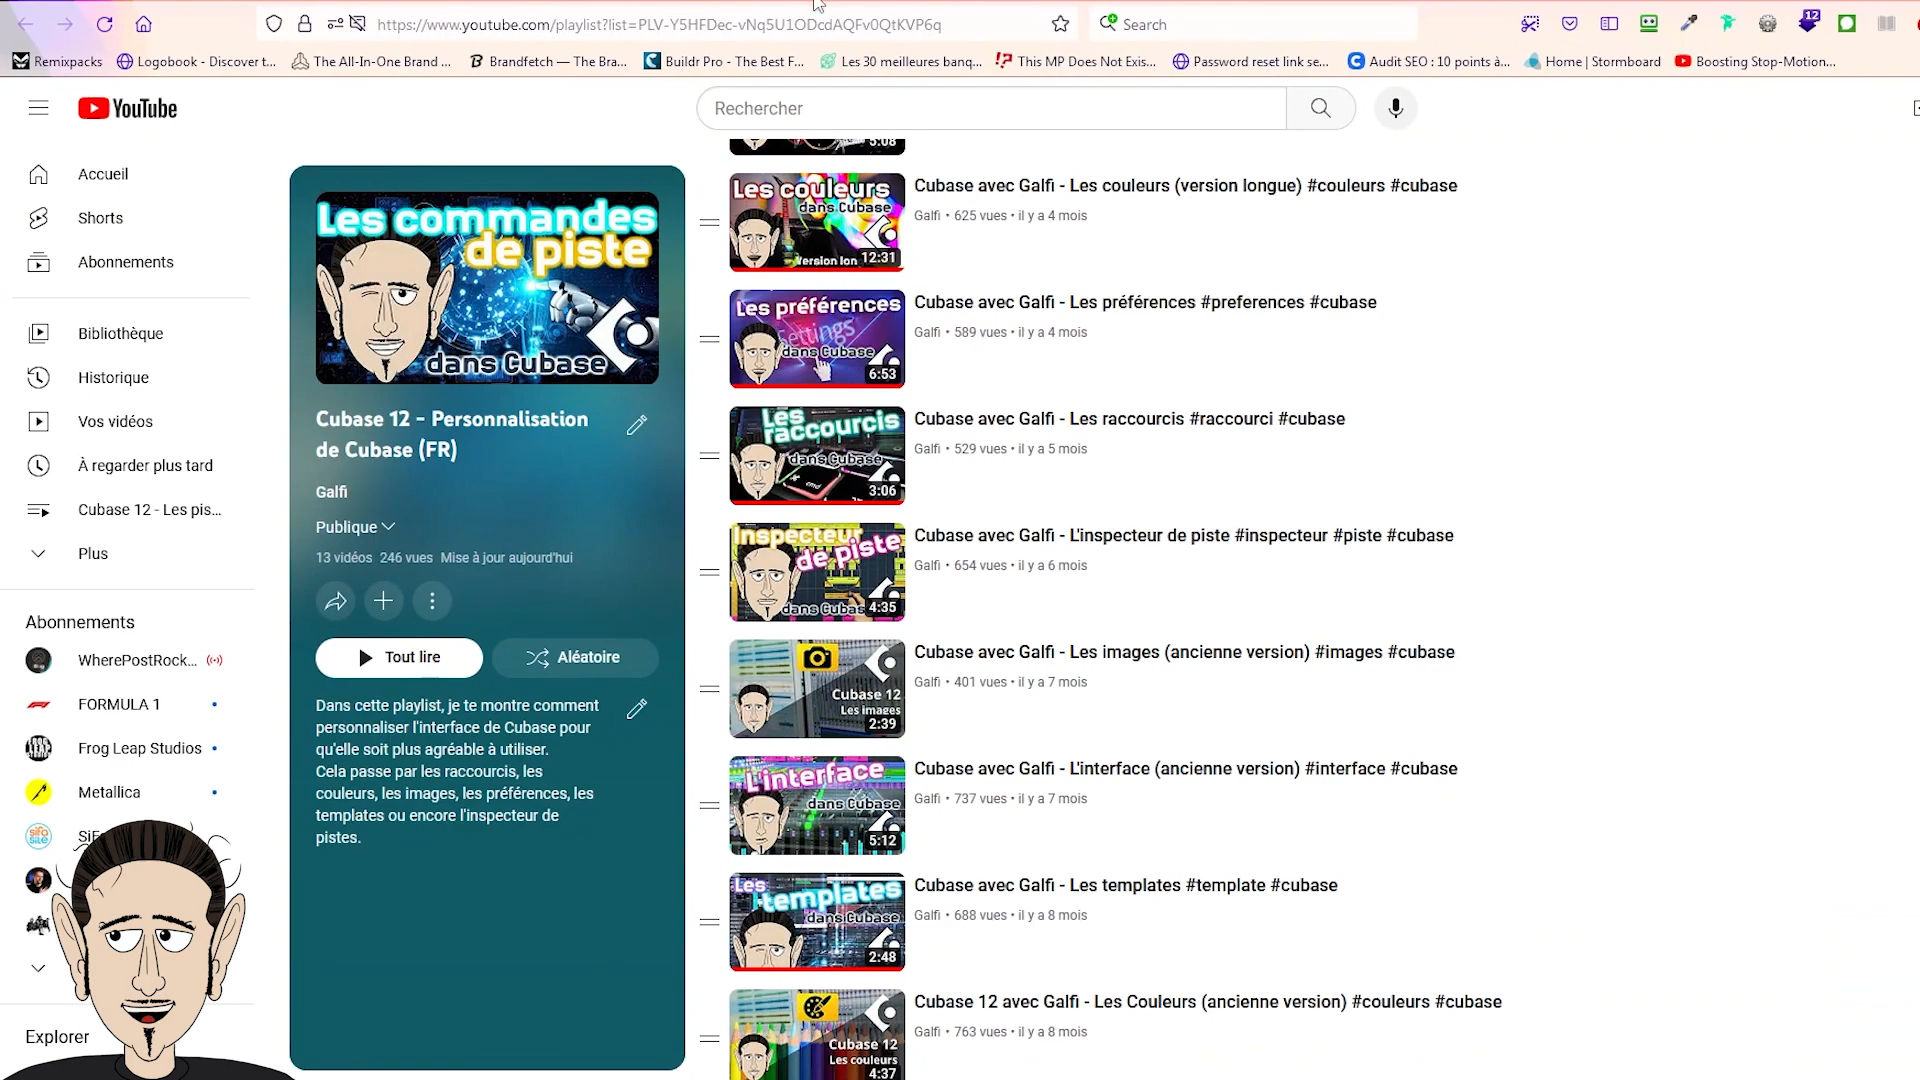 https://www.youtube.com/playlist?list=PLV-Y5HFDec-vNq5U1ODcdAQFv0QtKVP6q
Search
12
Remixpacks
Logobook - Discover t...
The All-In-One Brand ...
Brandfetch — The Bra...
Buildr Pro - The Best F...
Les 30 meilleures banq...
This MP Does Not Exis...
Password reset link se...
Audit SEO : 10 points à...
Home | Stormboard
Boosting Stop-Motion...
YouTube
Rechercher
Accueil
Shorts
Abonnements
Bibliothèque
Historique
Vos vidéos
À regarder plus tard
Cubase 12 - Les pis...
Plus
Abonnements
WherePostRock...
FORMULA 1
Frog Leap Studios
Metallica
Explorer
Les commandes
de piste
dans Cubase
Cubase 12 - Personnalisation
de Cubase (FR)
Galfi
Publique
13 vidéos 246 vues Mise à jour aujourd'hui
Tout lire
Aléatoire
Dans cette playlist, je te montre comment
personnaliser l'interface de Cubase pour
qu'elle soit plus agréable à utiliser.
Cela passe par les raccourcis, les
couleurs, les images, les préférences, les
templates ou encore l'inspecteur de
pistes.
5:08
Les couleurs
dans Cubase
Version lon
12:31
Cubase avec Galfi - Les couleurs (version longue) #couleurs #cubase
Galfi • 625 vues • il y a 4 mois
Les préférences
Settings
dans Cubase
6:53
Cubase avec Galfi - Les préférences #preferences #cubase
Galfi • 589 vues • il y a 4 mois
Les
raccourcis
dans Cubase
cmd
3:06
Cubase avec Galfi - Les raccourcis #raccourci #cubase
Galfi • 529 vues • il y a 5 mois
Inspecteur
de piste
dans Cubas
4:35
Cubase avec Galfi - L'inspecteur de piste #inspecteur #piste #cubase
Galfi • 654 vues • il y a 6 mois
Cubase 12
Les images
2:39
Cubase avec Galfi - Les images (ancienne version) #images #cubase
Galfi • 401 vues • il y a 7 mois
L'interface
dans Cubase
5:12
Cubase avec Galfi - L'interface (ancienne version) #interface #cubase
Galfi • 737 vues • il y a 7 mois
Les
templates
dans Cubase
2:48
Cubase avec Galfi - Les templates #template #cubase
Galfi • 688 vues • il y a 8 mois
Cubase 12
Les couleurs
4:37
Cubase 12 avec Galfi - Les Couleurs (ancienne version) #couleurs #cubase
Galfi • 763 vues • il y a 8 mois